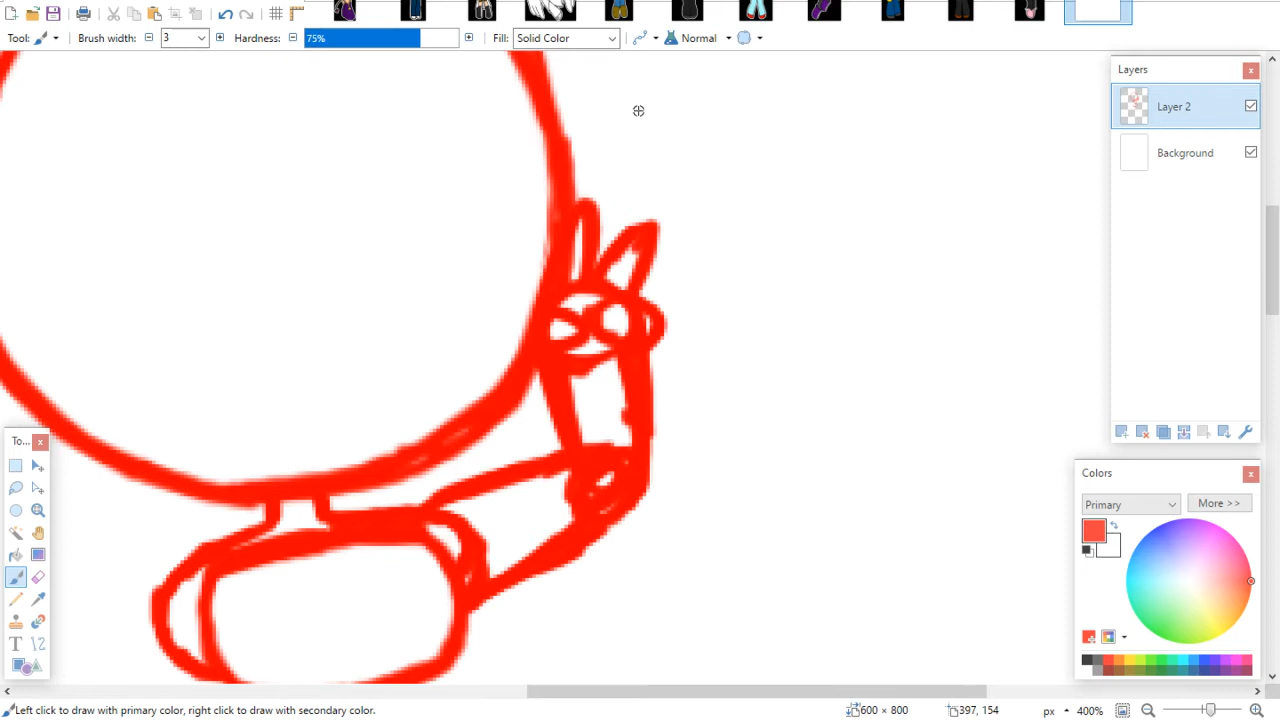 Tool:
Brush width: 3
Hardness: 75%
Fill: Solid Color
Normal
Layers
Layer 2
Background
To...
Colors
Primary
More >>
Left click to draw with primary color, right click to draw with secondary color.
600 × 800
397, 154
px
400%